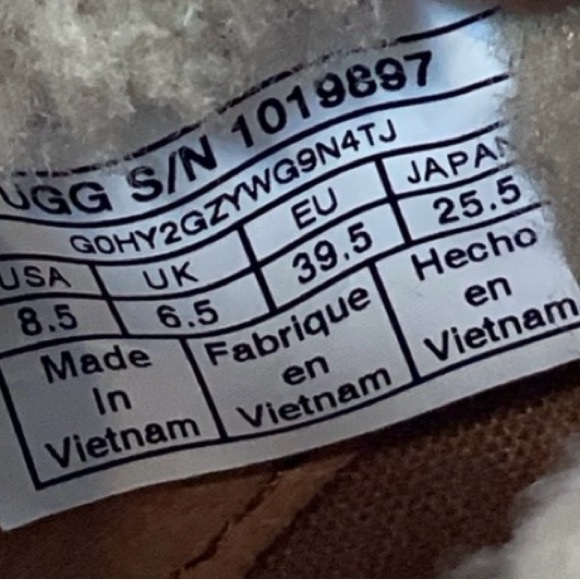 UGG S/N 1019697
GOHY2GZYWG9N4TJ
USA UK EU JAPAN
8.5 6.5 39.5 25.5
Made In Vietnam
Fabrique en Vietnam
Hecho en Vietnam